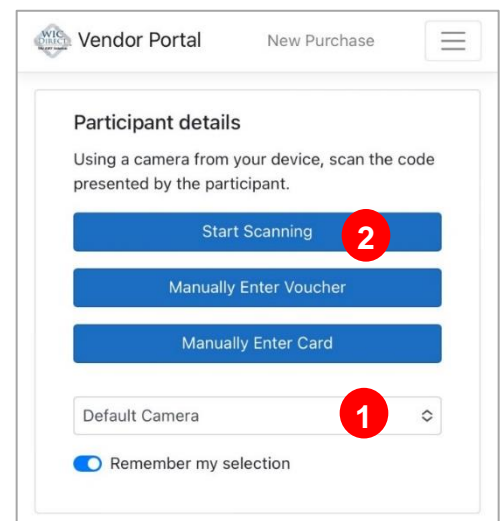 WIC DIRECT Vendor Portal New Purchase
Participant details
Using a camera from your device, scan the code
presented by the participant.
Start Scanning 2
Manually Enter Voucher
Manually Enter Card
Default Camera 1
Remember my selection